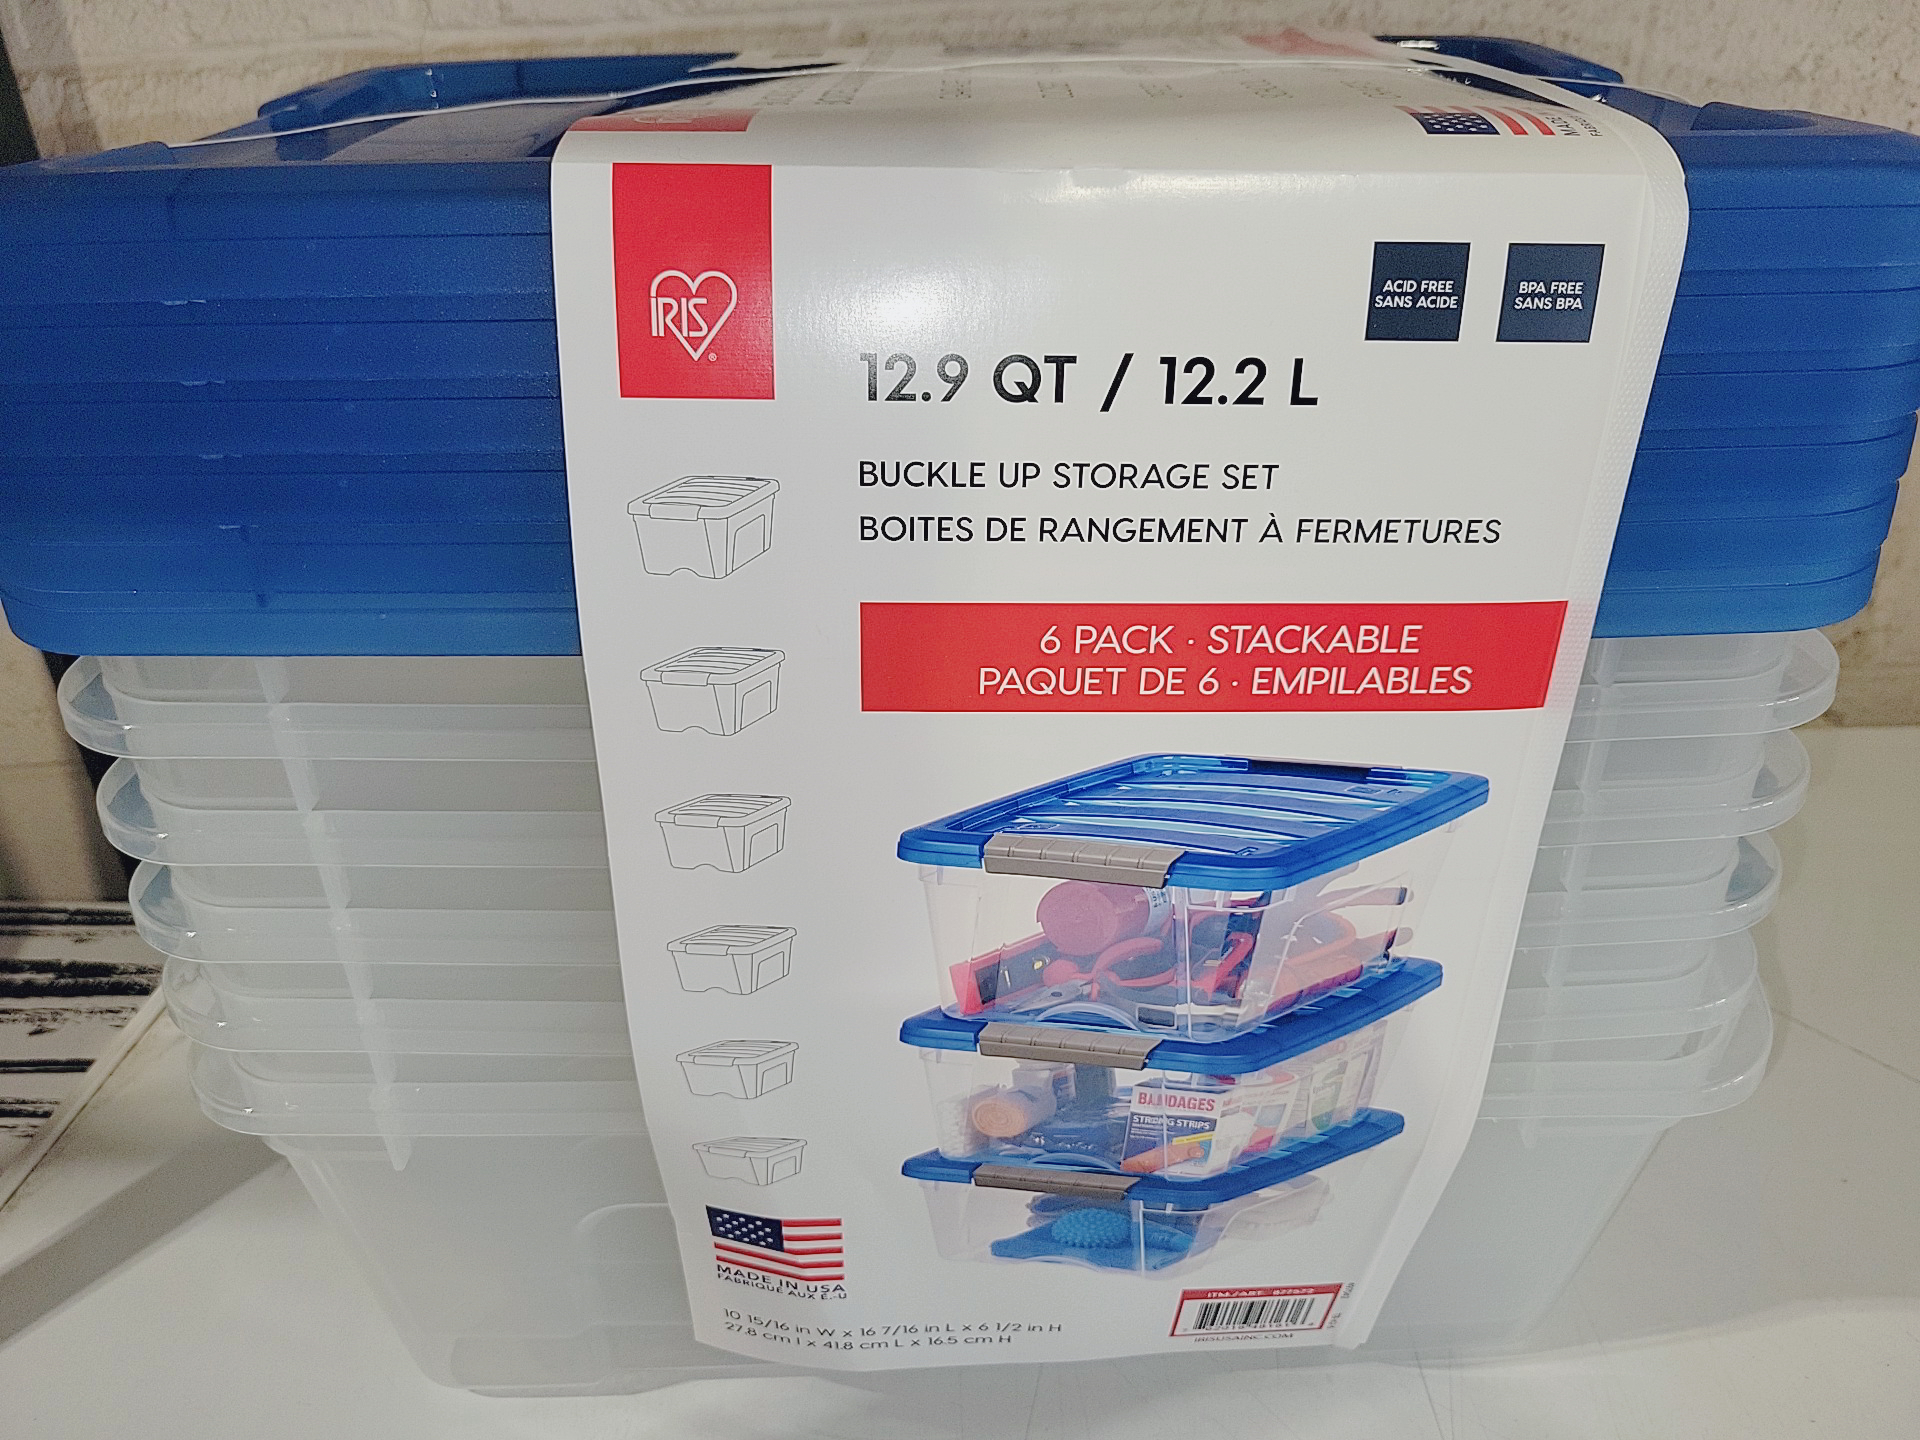 IRIS
ACID FREE
SANS ACIDE
BPA FREE
SANS BPA
12.9 QT / 12.2 L
BUCKLE UP STORAGE SET
BOITES DE RANGEMENT À FERMETURES
6 PACK · STACKABLE
PAQUET DE 6 · EMPILABLES
BANDAGES
STRONG STRIPS
MADE IN USA
FABRIQUÉ AUX É.-U
10 15/16 in W x 16 7/16 in L x 6 1/2 in H
27.8 cm l x 41.8 cm L x 16.5 cm H
IRISUSAINC.COM